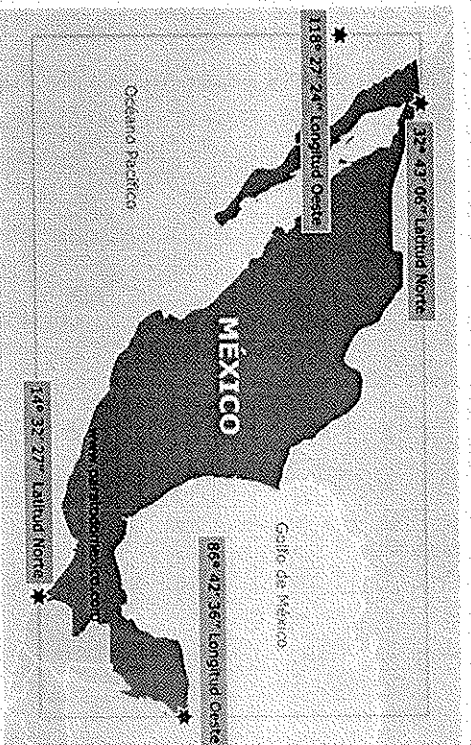 32° 43' 06" Latitud Norte
118° 27' 24" Longitud Oeste
Océano Pacífico
MÉXICO
Golfo de México
86° 42' 36" Longitud Oeste
14° 32' 27" Latitud Norte